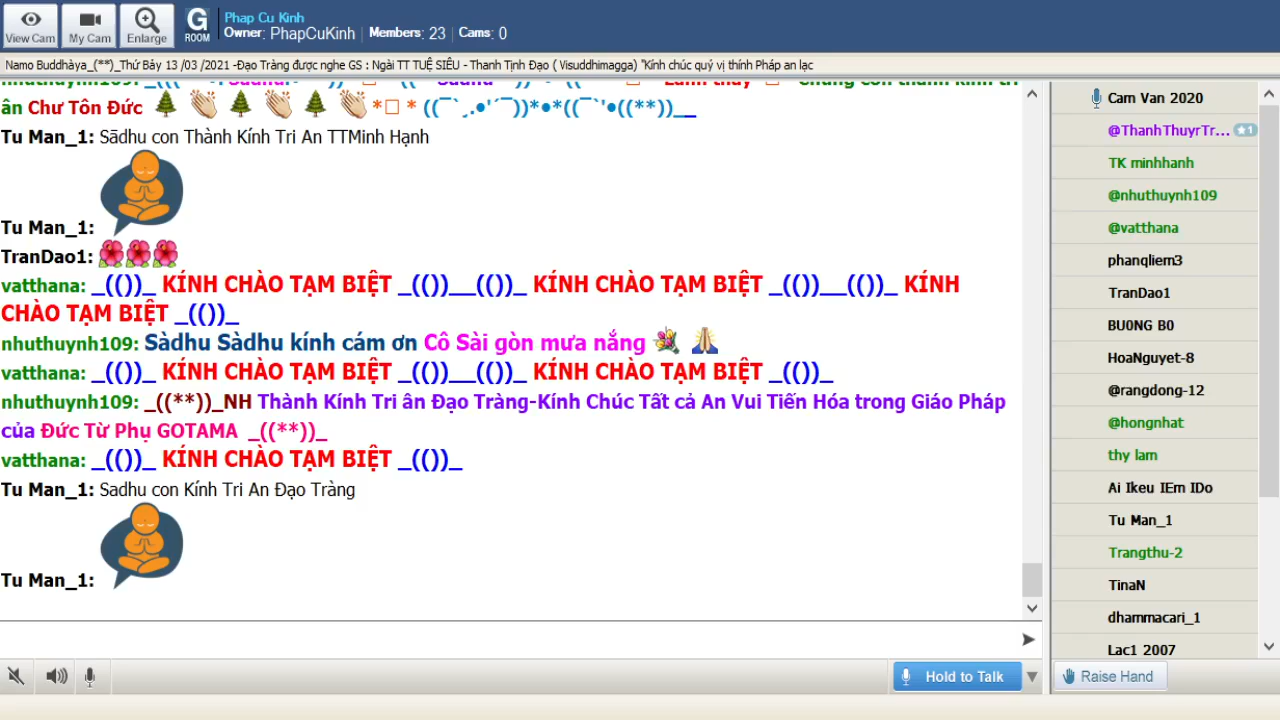 View Cam
My Cam
Enlarge
G
ROOM
Phap Cu Kinh
Owner: PhapCuKinh Members: 23 Cams: 0
Namo Buddhàya_(**)_Thứ Bảy 13 /03 /2021 -Đạo Tràng được nghe GS : Ngài TT TUỆ SIÊU - Thanh Tịnh Đạo ( Visuddhimagga) "Kính chúc quý vị thính Pháp an lạc
ân Chư Tôn Đức
Tu Man_1: Sādhu con Thành Kính Tri An TTMinh Hạnh
Tu Man_1:
TranDao1:
vatthana: _(())_ KÍNH CHÀO TẠM BIỆT _(())__(())_ KÍNH CHÀO TẠM BIỆT _(())__(())_ KÍNH
CHÀO TẠM BIỆT _(())_
nhuthuynh109: Sàdhu Sàdhu kính cám ơn Cô Sài gòn mưa nắng
vatthana: _(())_ KÍNH CHÀO TẠM BIỆT _(())__(())_ KÍNH CHÀO TẠM BIỆT _(())_
nhuthuynh109: _((**))_NH Thành Kính Tri ân Đạo Tràng-Kính Chúc Tất cả An Vui Tiến Hóa trong Giáo Pháp
của Đức Từ Phụ GOTAMA _((**))_
vatthana: _(())_ KÍNH CHÀO TẠM BIỆT _(())_
Tu Man_1: Sadhu con Kính Tri An Đạo Tràng
Tu Man_1:
Hold to Talk
Cam Van 2020
@ThanhThuyrTr... ★1
TK minhhanh
@nhuthuynh109
@vatthana
phanqliem3
TranDao1
BU0NG B0
HoaNguyet-8
@rangdong-12
@hongnhat
thy lam
Ai Ikeu IEm IDo
Tu Man_1
Trangthu-2
TinaN
dhammacari_1
Lac1 2007
Raise Hand